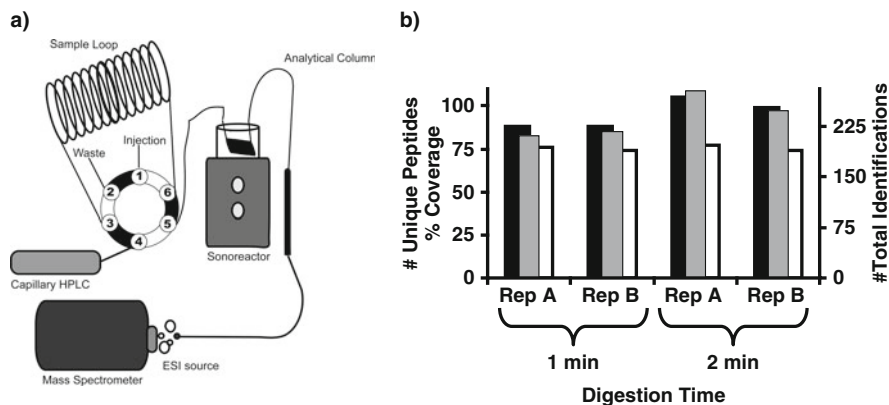 a)
Sample Loop
Analytical Column
Injection
Waste
1
2
6
3
5
4
Sonoreactor
Capillary HPLC
ESI source
Mass Spectrometer
b)
# Unique Peptides
% Coverage
100
75
50
25
0
225
150
75
0
#Total Identifications
Rep A Rep B Rep A Rep B
1 min 2 min
Digestion Time